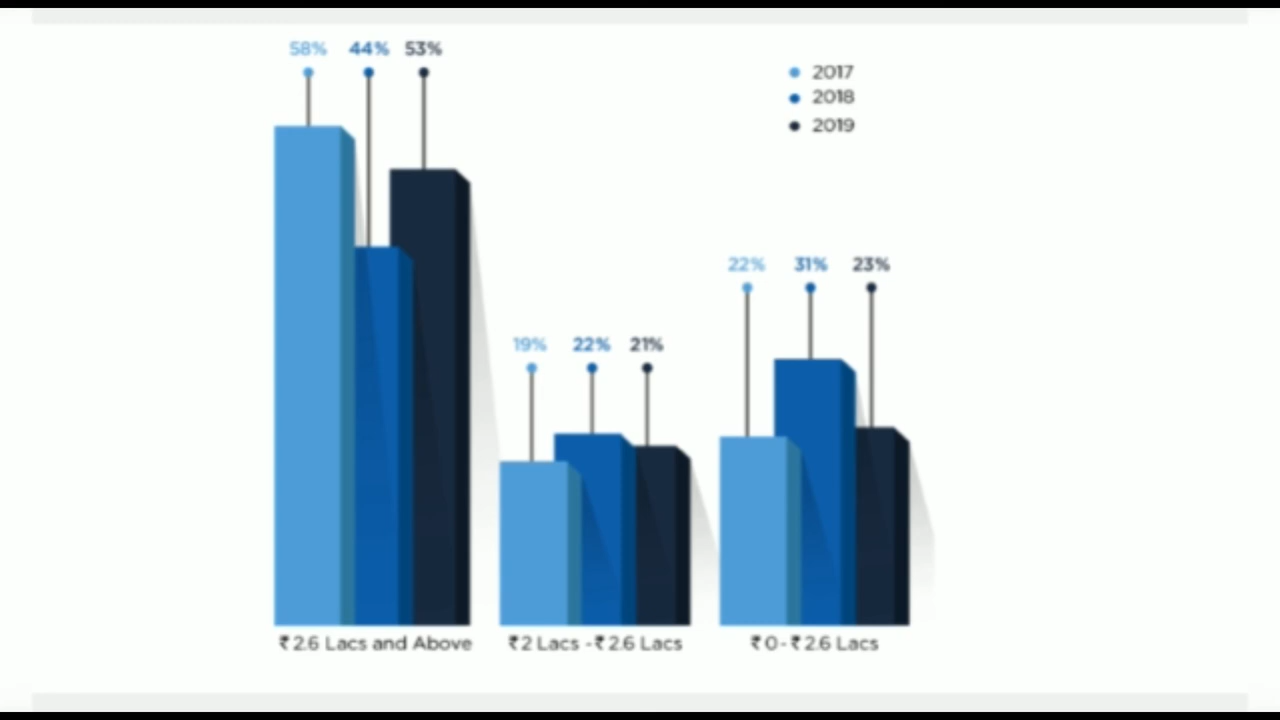 58% 44% 53%
2017
2018
2019
22% 31% 23%
19% 22% 21%
₹2.6 Lacs and Above
₹2 Lacs -₹2.6 Lacs
₹0-₹2.6 Lacs